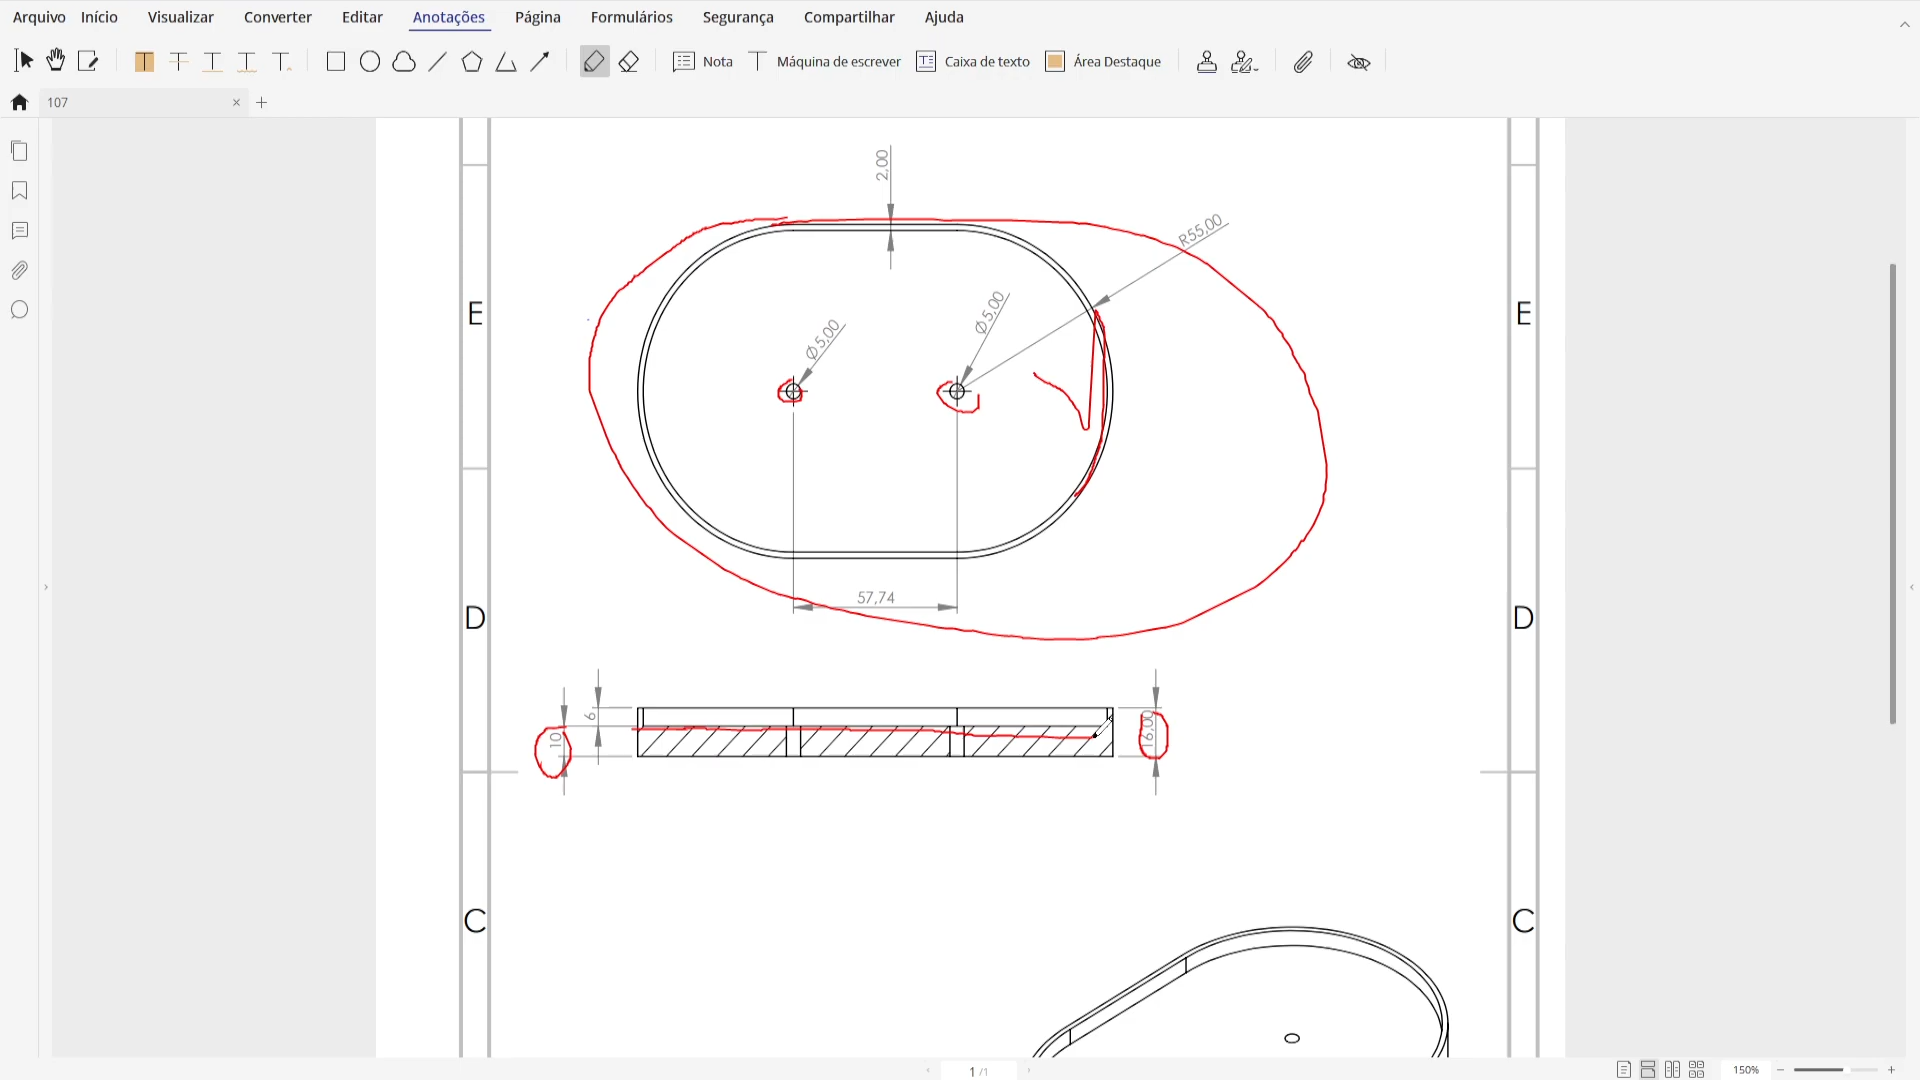 Arquivo Início Visualizar Converter Editar Anotações Página Formulários Segurança Compartilhar Ajuda
Nota Máquina de escrever Caixa de texto Área Destaque
107
2,00
R55,00
E Ø5,00 Ø5,00 E
57,74
D D
6
10 16,00
C C
1 /1 150%